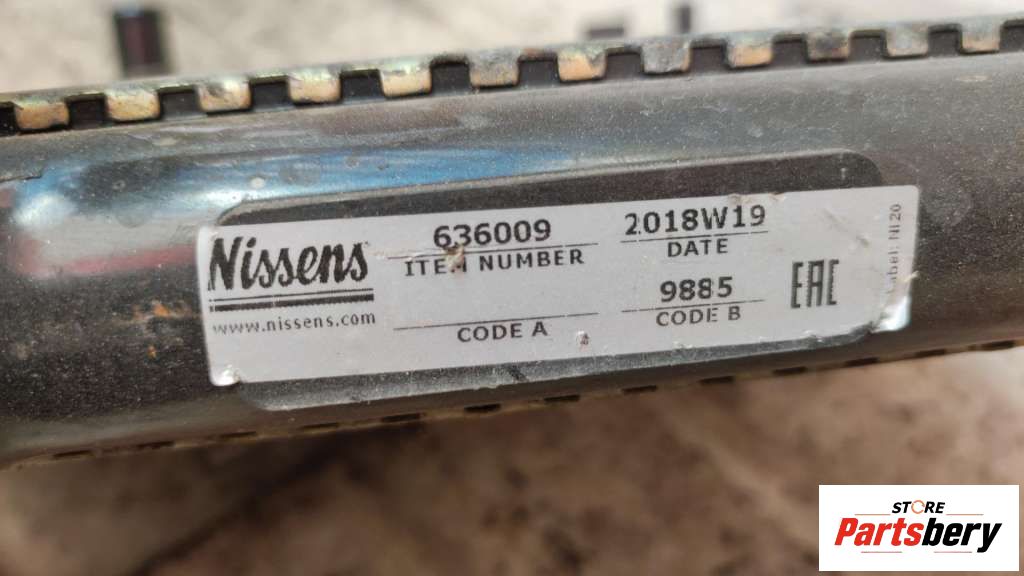 Nissens
www.nissens.com
636009
ITEM NUMBER
CODE A
2018W19
DATE
9885
CODE B
EAC
Label: NI20
STORE
Partsbery